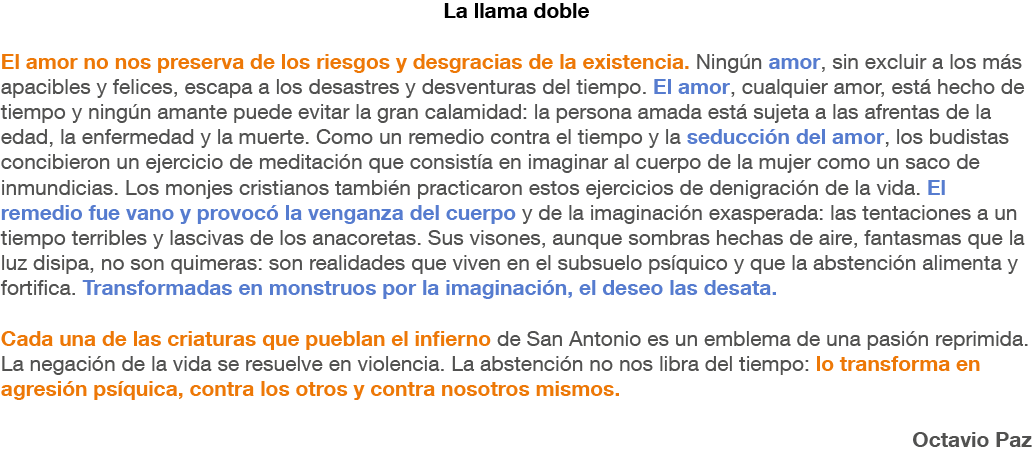 La llama doble
El amor no nos preserva de los riesgos y desgracias de la existencia. Ningún amor, sin excluir a los más
apacibles y felices, escapa a los desastres y desventuras del tiempo. El amor, cualquier amor, está hecho de
tiempo y ningún amante puede evitar la gran calamidad: la persona amada está sujeta a las afrentas de la
edad, la enfermedad y la muerte. Como un remedio contra el tiempo y la seducción del amor, los budistas
concibieron un ejercicio de meditación que consistía en imaginar al cuerpo de la mujer como un saco de
inmundicias. Los monjes cristianos también practicaron estos ejercicios de denigración de la vida. El
remedio fue vano y provocó la venganza del cuerpo y de la imaginación exasperada: las tentaciones a un
tiempo terribles y lascivas de los anacoretas. Sus visones, aunque sombras hechas de aire, fantasmas que la
luz disipa, no son quimeras: son realidades que viven en el subsuelo psíquico y que la abstención alimenta y
fortifica. Transformadas en monstruos por la imaginación, el deseo las desata.
Cada una de las criaturas que pueblan el infierno de San Antonio es un emblema de una pasión reprimida.
La negación de la vida se resuelve en violencia. La abstención no nos libra del tiempo: lo transforma en
agresión psíquica, contra los otros y contra nosotros mismos.
Octavio Paz